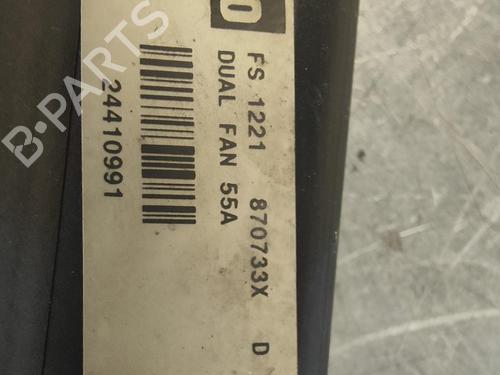 O
FS 1221 870733X D
DUAL FAN 55A
24410991
B-PARTS